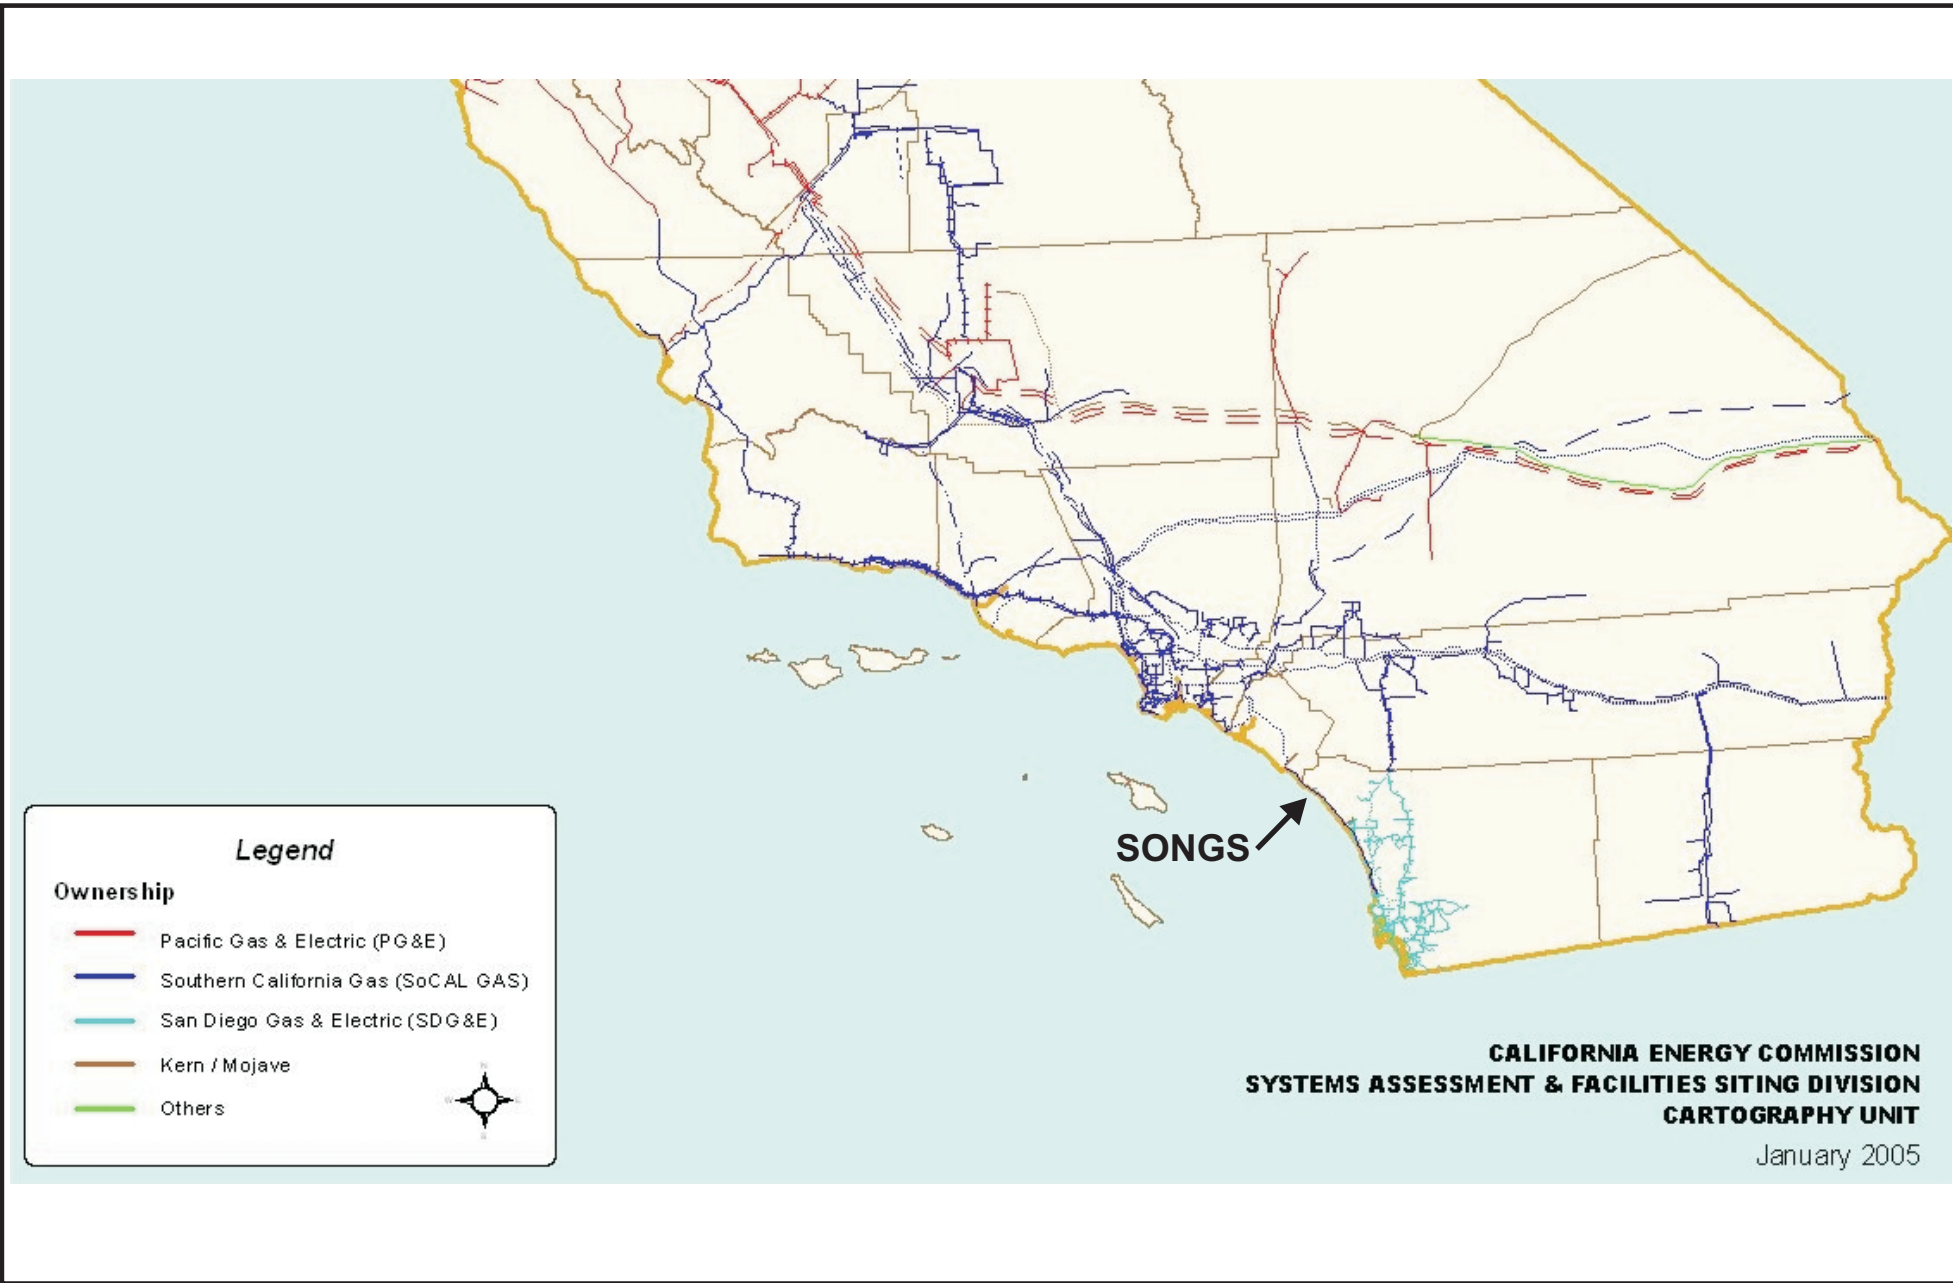 SONGS
Legend
Ownership
Pacific Gas & Electric (PG&E)
Southern California Gas (SoCAL GAS)
San Diego Gas & Electric (SDG&E)
Kern / Mojave
Others
CALIFORNIA ENERGY COMMISSION
SYSTEMS ASSESSMENT & FACILITIES SITING DIVISION
CARTOGRAPHY UNIT
January 2005